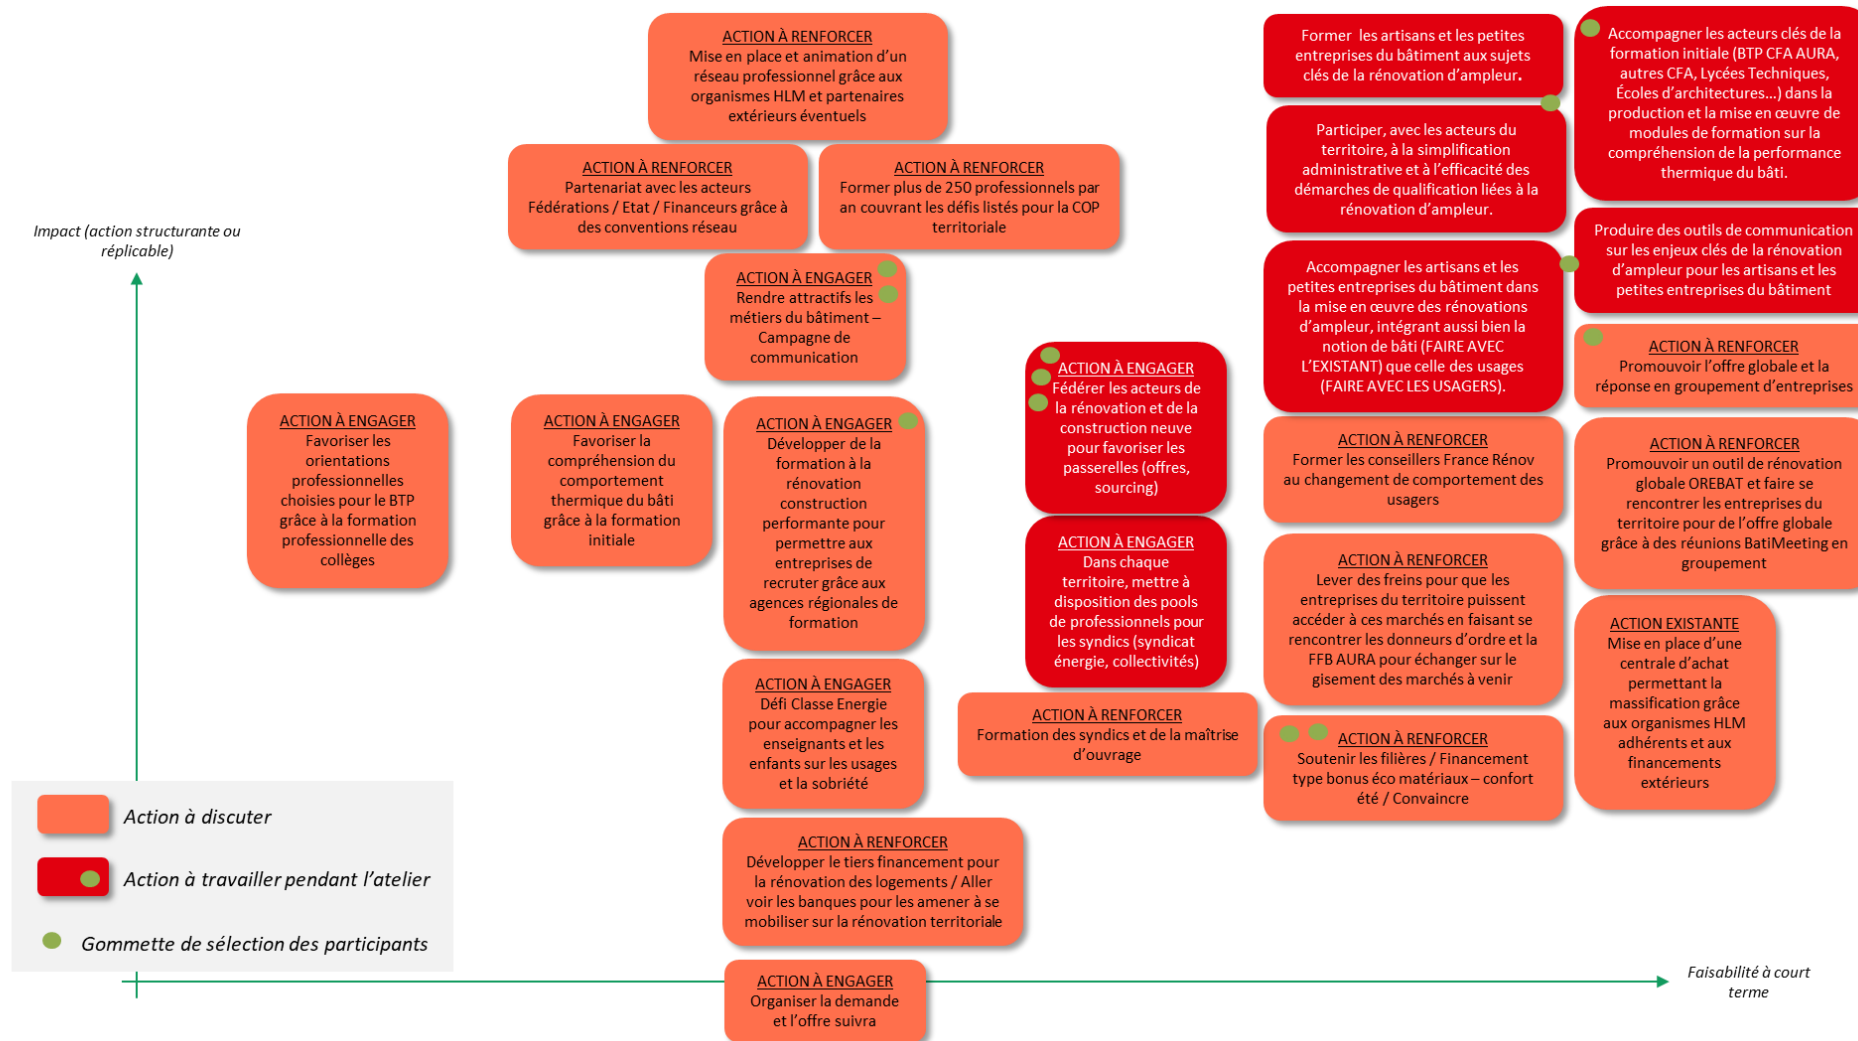 Impact (action structurante ou
réplicable)
ACTION À RENFORCER
Mise en place et animation d'un
réseau professionnel grâce aux
organismes HLM et partenaires
extérieurs éventuels
ACTION À RENFORCER
Partenariat avec les acteurs
Fédérations / Etat / Financeurs grâce à
des conventions réseau
ACTION À RENFORCER
Former plus de 250 professionnels par
an couvrant les défis listés pour la COP
territoriale
ACTION À ENGAGER
Rendre attractifs les
métiers du bâtiment –
Campagne de
communication
ACTION À ENGAGER
Favoriser les
orientations
professionnelles
choisies pour le BTP
grâce à la formation
professionnelle des
collèges
ACTION À ENGAGER
Favoriser la
compréhension du
comportement
thermique du bâti
grâce à la formation
initiale
ACTION À ENGAGER
Développer de la
formation à la
rénovation
construction
performante pour
permettre aux
entreprises de
recruter grâce aux
agences régionales de
formation
ACTION À ENGAGER
Défi Classe Energie
pour accompagner les
enseignants et les
enfants sur les usages
et la sobriété
ACTION À RENFORCER
Développer le tiers financement pour
la rénovation des logements / Aller
voir les banques pour les amener à se
mobiliser sur la rénovation territoriale
ACTION À ENGAGER
Organiser la demande
et l'offre suivra
ACTION À ENGAGER
Fédérer les acteurs de
la rénovation et de la
construction neuve
pour favoriser les
passerelles (offres,
sourcing)
ACTION À ENGAGER
Dans chaque
territoire, mettre à
disposition des pools
de professionnels pour
les syndics (syndicat
énergie, collectivités)
ACTION À RENFORCER
Formation des syndics et de la maîtrise
d'ouvrage
Former les artisans et les petites
entreprises du bâtiment aux sujets
clés de la rénovation d'ampleur.
Participer, avec les acteurs du
territoire, à la simplification
administrative et à l'efficacité des
démarches de qualification liées à la
rénovation d'ampleur.
Accompagner les artisans et les
petites entreprises du bâtiment dans
la mise en œuvre des rénovations
d'ampleur, intégrant aussi bien la
notion de bâti (FAIRE AVEC
L'EXISTANT) que celle des usages
(FAIRE AVEC LES USAGERS).
ACTION À RENFORCER
Former les conseillers France Rénov
au changement de comportement des
usagers
ACTION À RENFORCER
Lever des freins pour que les
entreprises du territoire puissent
accéder à ces marchés en faisant se
rencontrer les donneurs d'ordre et la
FFB AURA pour échanger sur le
gisement des marchés à venir
ACTION À RENFORCER
Soutenir les filières / Financement
type bonus éco matériaux – confort
été / Convaincre
Accompagner les acteurs clés de la
formation initiale (BTP CFA AURA,
autres CFA, Lycées Techniques,
Écoles d'architectures…) dans la
production et la mise en œuvre de
modules de formation sur la
compréhension de la performance
thermique du bâti.
Produire des outils de communication
sur les enjeux clés de la rénovation
d'ampleur pour les artisans et les
petites entreprises du bâtiment
ACTION À RENFORCER
Promouvoir l'offre globale et la
réponse en groupement d'entreprises
ACTION À RENFORCER
Promouvoir un outil de rénovation
globale OREBAT et faire se
rencontrer les entreprises du
territoire pour de l'offre globale
grâce à des réunions BatiMeeting en
groupement
ACTION EXISTANTE
Mise en place d'une
centrale d'achat
permettant la
massification grâce
aux organismes HLM
adhérents et aux
financements
extérieurs
Action à discuter
Action à travailler pendant l'atelier
Gommette de sélection des participants
Faisabilité à court
terme